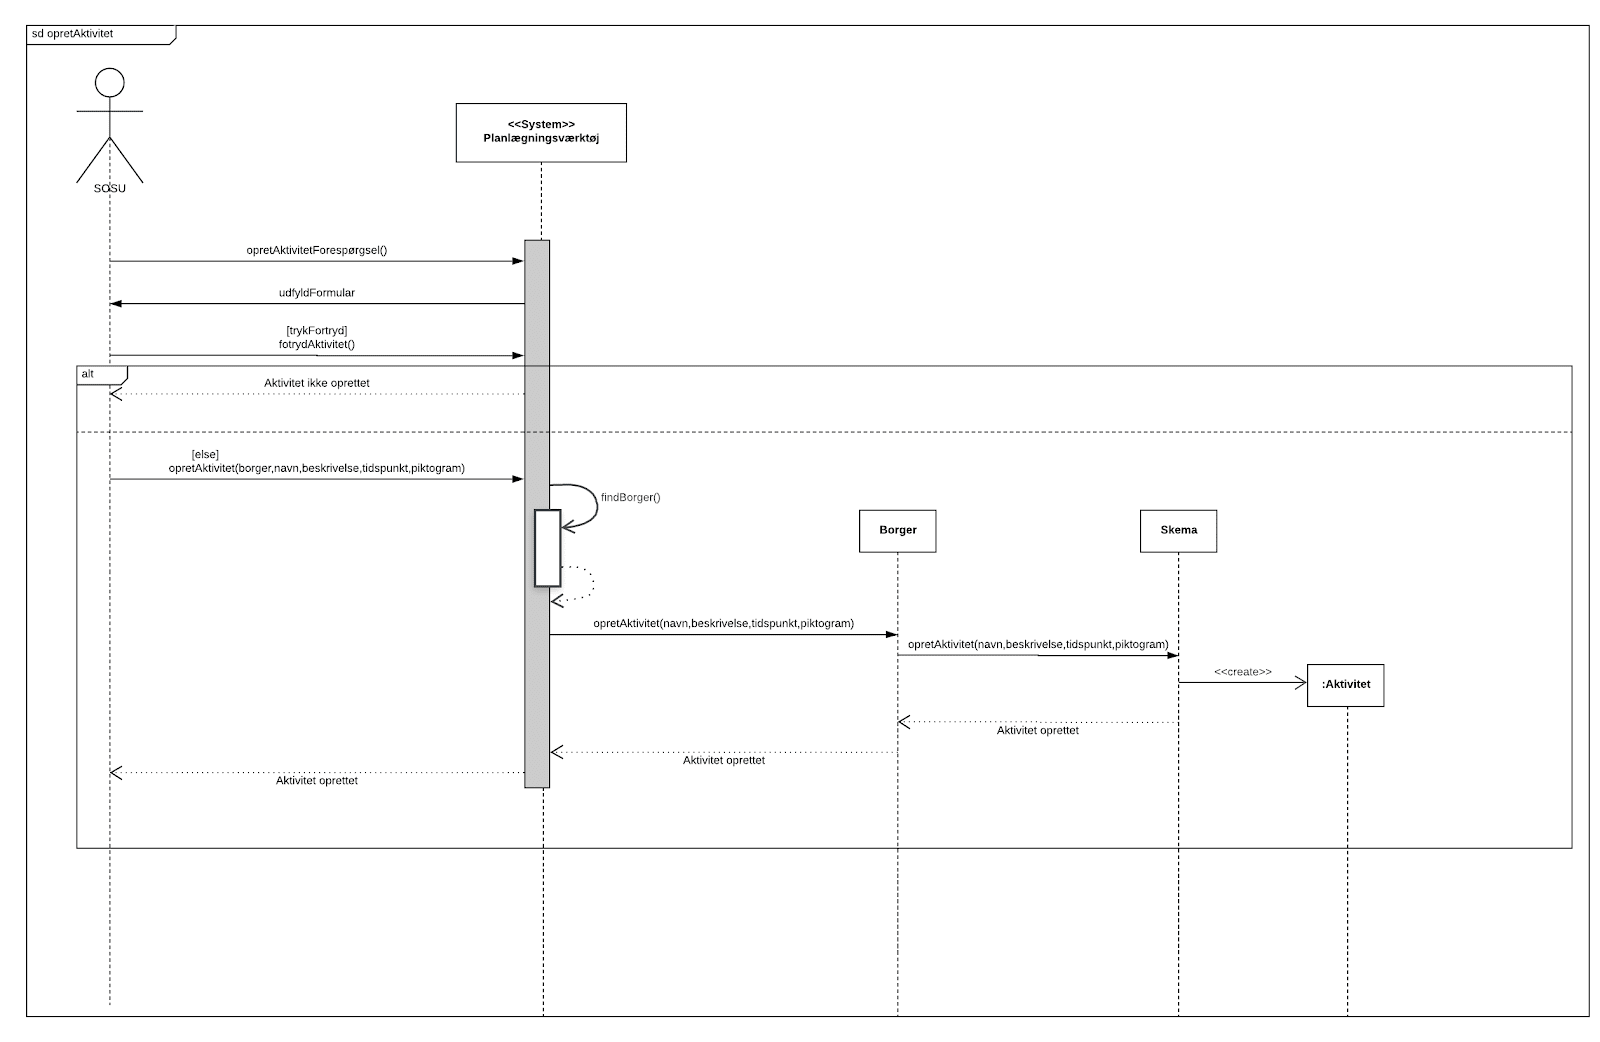 sd opretAktivitet
<<System>>
Planlægningsværktøj
SOSU
opretAktivitetForespørgsel()
udfyldFormular
[trykFortryd]
fotrydAktivitet()
alt
Aktivitet ikke oprettet
[else]
opretAktivitet(borger,navn,beskrivelse,tidspunkt,piktogram)
findBorger()
Borger
Skema
opretAktivitet(navn,beskrivelse,tidspunkt,piktogram)
opretAktivitet(navn,beskrivelse,tidspunkt,piktogram)
<<create>>
:Aktivitet
Aktivitet oprettet
Aktivitet oprettet
Aktivitet oprettet